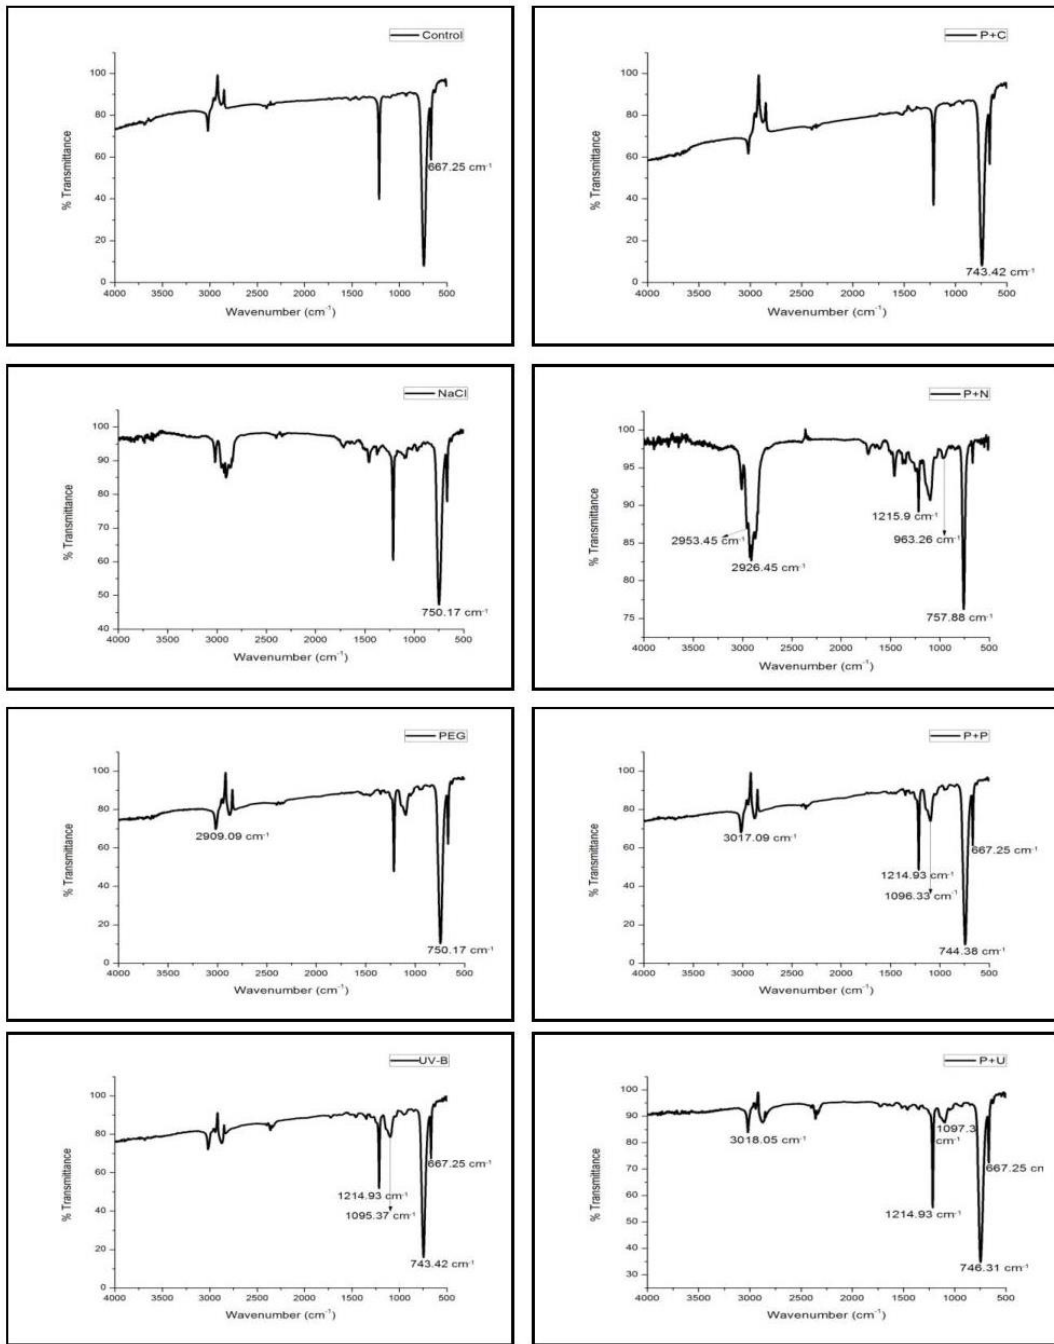 Control
100
80
60
40
20
0
% Transmittance
667.25 cm⁻¹
4000 3500 3000 2500 2000 1500 1000 500
Wavenumber (cm⁻¹)
P+C
100
80
60
40
20
0
% Transmittance
743.42 cm⁻¹
4000 3500 3000 2500 2000 1500 1000 500
Wavenumber (cm⁻¹)
NaCl
100
90
80
70
60
50
40
% Transmittance
750.17 cm⁻¹
4000 3500 3000 2500 2000 1500 1000 500
Wavenumber (cm⁻¹)
P+N
100
95
90
85
80
75
% Transmittance
1215.9 cm⁻¹
2953.45 cm⁻¹
963.26 cm⁻¹
2926.45 cm⁻¹
757.88 cm⁻¹
4000 3500 3000 2500 2000 1500 1000 500
Wavenumber (cm⁻¹)
PEG
100
80
60
40
20
0
% Transmittance
2909.09 cm⁻¹
750.17 cm⁻¹
4000 3500 3000 2500 2000 1500 1000 500
Wavenumber (cm⁻¹)
P+P
100
80
60
40
20
0
% Transmittance
3017.09 cm⁻¹
667.25 cm⁻¹
1214.93 cm⁻¹
1096.33 cm⁻¹
744.38 cm⁻¹
4000 3500 3000 2500 2000 1500 1000 500
Wavenumber (cm⁻¹)
UV-B
100
80
60
40
20
0
% Transmittance
667.25 cm⁻¹
1214.93 cm⁻¹
1095.37 cm⁻¹
743.42 cm⁻¹
4000 3500 3000 2500 2000 1500 1000 500
Wavenumber (cm⁻¹)
P+U
100
90
80
70
60
50
40
30
% Transmittance
3018.05 cm⁻¹
1097.3
cm⁻¹
667.25 cm
1214.93 cm⁻¹
746.31 cm⁻¹
4000 3500 3000 2500 2000 1500 1000 500
Wavenumber (cm⁻¹)